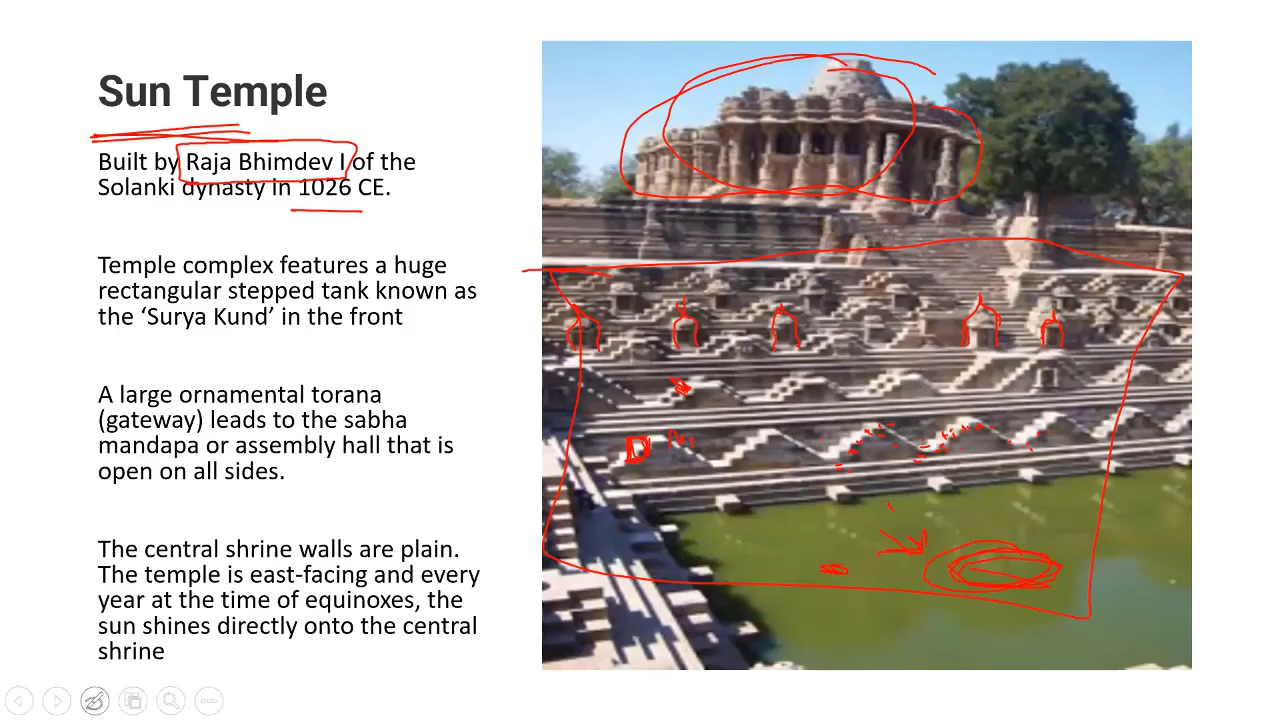 Sun Temple
Built by Raja Bhimdev I of the
Solanki dynasty in 1026 CE.
Temple complex features a huge
rectangular stepped tank known as
the ‘Surya Kund’ in the front
A large ornamental torana
(gateway) leads to the sabha
mandapa or assembly hall that is
open on all sides.
The central shrine walls are plain.
The temple is east-facing and every
year at the time of equinoxes, the
sun shines directly onto the central
shrine